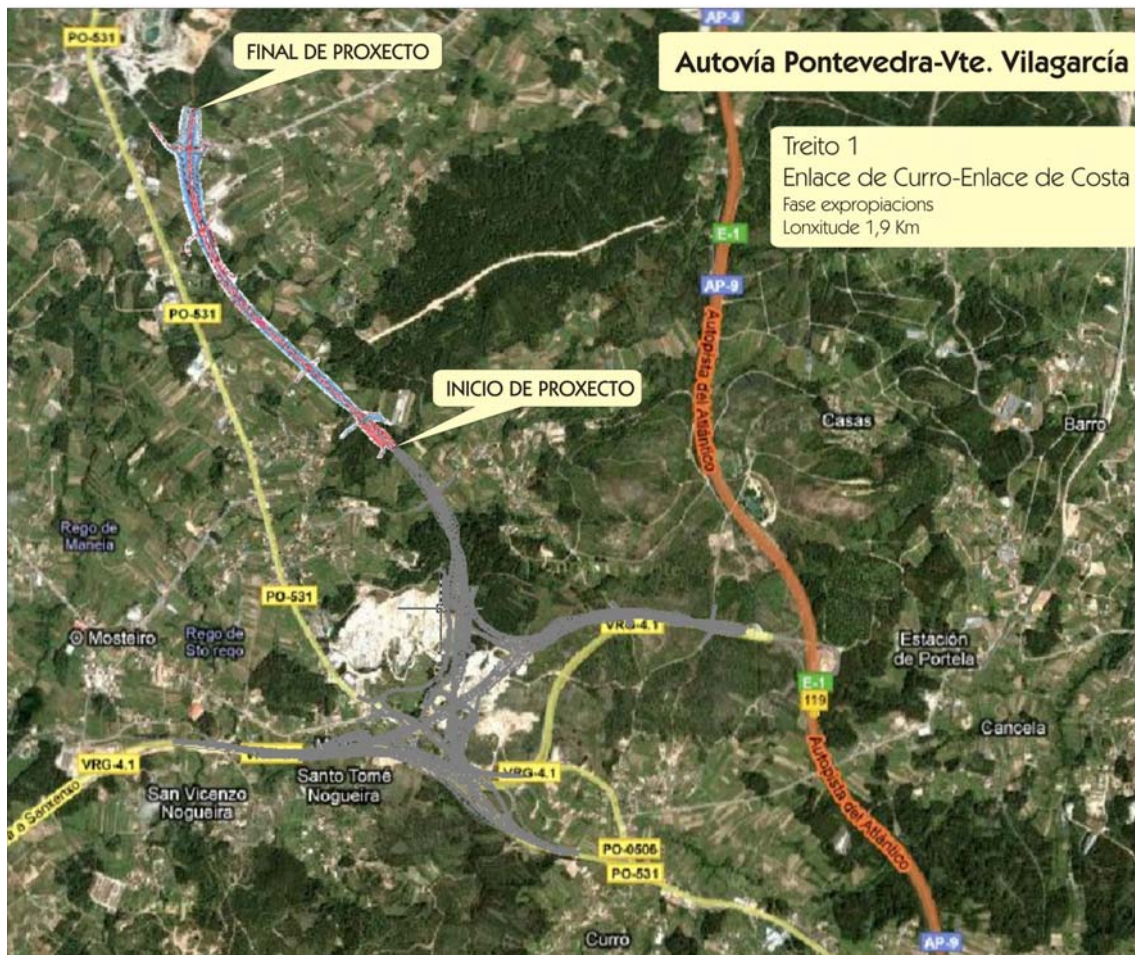 AP-9
PO-531
FINAL DE PROXECTO
Autovía Pontevedra-Vte. Vilagarcía
Treito 1
Enlace de Curro-Enlace de Costa
Fase expropiacions
Lonxitude 1,9 Km
E-1
AP-9
PO-531
Autopista del Atlántico
INICIO DE PROXECTO
Casas
Barro
Rego de
Maneia
PO-531
O Mosteiro
Rego de
Sto rego
VRG-4.1
Estación
de Portela
E-1
119
Cancela
VRG-4.1
Santo Tomé
Nogueira
VRG-4.1
San Vicenzo
Nogueira
Autopista del Atlántico
a Sanxenxo
PO-0506
PO-531
Curro
AP-9